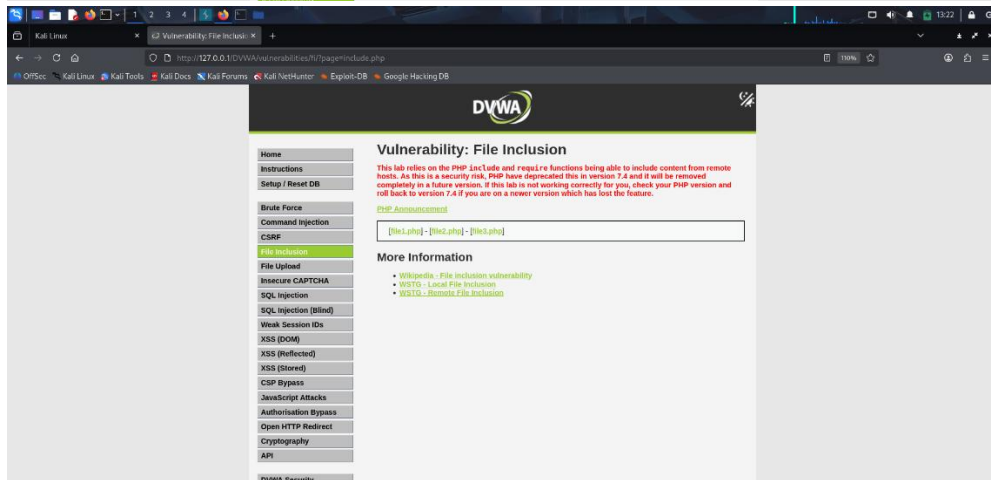 1 2 3 4
13:22
Kali Linux
Vulnerability: File Inclusio
http://127.0.0.1/DVWA/vulnerabilities/fi/?page=include.php
110%
OffSec Kali Linux Kali Tools Kali Docs Kali Forums Kali NetHunter Exploit-DB Google Hacking DB
DVWA
Home
Instructions
Setup / Reset DB
Brute Force
Command Injection
CSRF
File Inclusion
File Upload
Insecure CAPTCHA
SQL Injection
SQL Injection (Blind)
Weak Session IDs
XSS (DOM)
XSS (Reflected)
XSS (Stored)
CSP Bypass
JavaScript Attacks
Authorisation Bypass
Open HTTP Redirect
Cryptography
API
DVWA Security
Vulnerability: File Inclusion
This lab relies on the PHP include and require functions being able to include content from remote
hosts. As this is a security risk, PHP have deprecated this in version 7.4 and it will be removed
completely in a future version. If this lab is not working correctly for you, check your PHP version and
roll back to version 7.4 if you are on a newer version which has lost the feature.
PHP Announcement
[file1.php] - [file2.php] - [file3.php]
More Information
Wikipedia - File inclusion vulnerability
WSTG - Local File Inclusion
WSTG - Remote File Inclusion